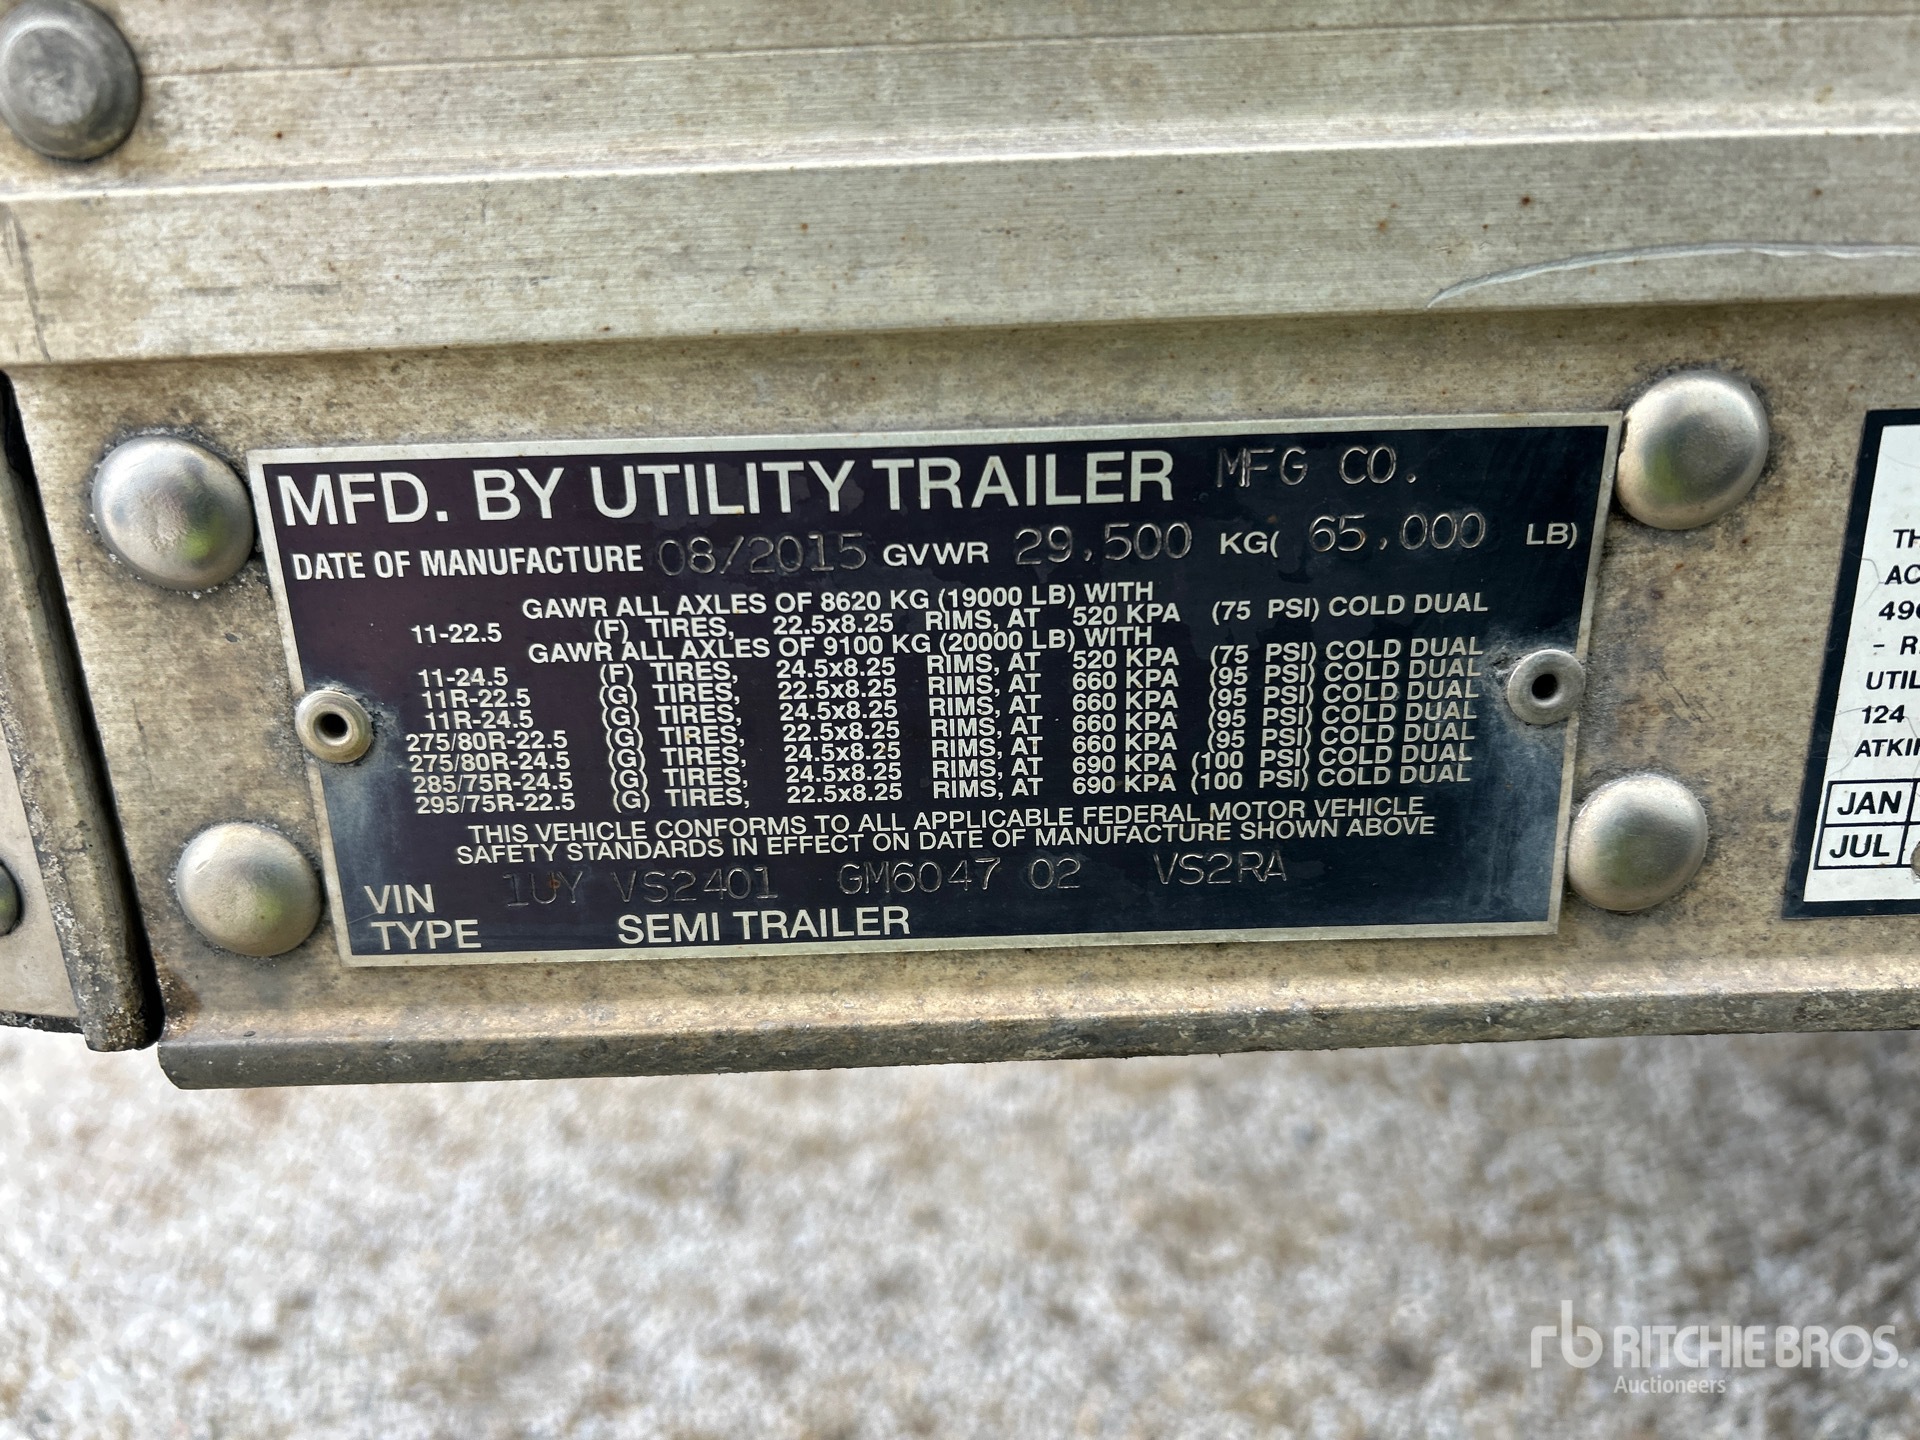 MFD. BY UTILITY TRAILER MFG CO.
DATE OF MANUFACTURE 08/2015 GVWR 29,500 KG( 65,000 LB)
GAWR ALL AXLES OF 8620 KG (19000 LB) WITH
11-22.5 (F) TIRES, 22.5x8.25 RIMS, AT 520 KPA (75 PSI) COLD DUAL
GAWR ALL AXLES OF 9100 KG (20000 LB) WITH
11-24.5 (F) TIRES, 24.5x8.25 RIMS, AT 520 KPA (75 PSI) COLD DUAL
11R-22.5 (G) TIRES, 22.5x8.25 RIMS, AT 660 KPA (95 PSI) COLD DUAL
11R-24.5 (G) TIRES, 24.5x8.25 RIMS, AT 660 KPA (95 PSI) COLD DUAL
275/80R-22.5 (G) TIRES, 22.5x8.25 RIMS, AT 660 KPA (95 PSI) COLD DUAL
275/80R-24.5 (G) TIRES, 24.5x8.25 RIMS, AT 660 KPA (95 PSI) COLD DUAL
285/75R-24.5 (G) TIRES, 24.5x8.25 RIMS, AT 690 KPA (100 PSI) COLD DUAL
295/75R-22.5 (G) TIRES, 22.5x8.25 RIMS, AT 690 KPA (100 PSI) COLD DUAL
THIS VEHICLE CONFORMS TO ALL APPLICABLE FEDERAL MOTOR VEHICLE
SAFETY STANDARDS IN EFFECT ON DATE OF MANUFACTURE SHOWN ABOVE
VIN 1UY VS2401 GM6047 02 VS2RA
TYPE SEMI TRAILER
TH
AC
496
- R
UTIL
124
ATKI
JAN
JUL
rb RITCHIE BROS.
Auctioneers